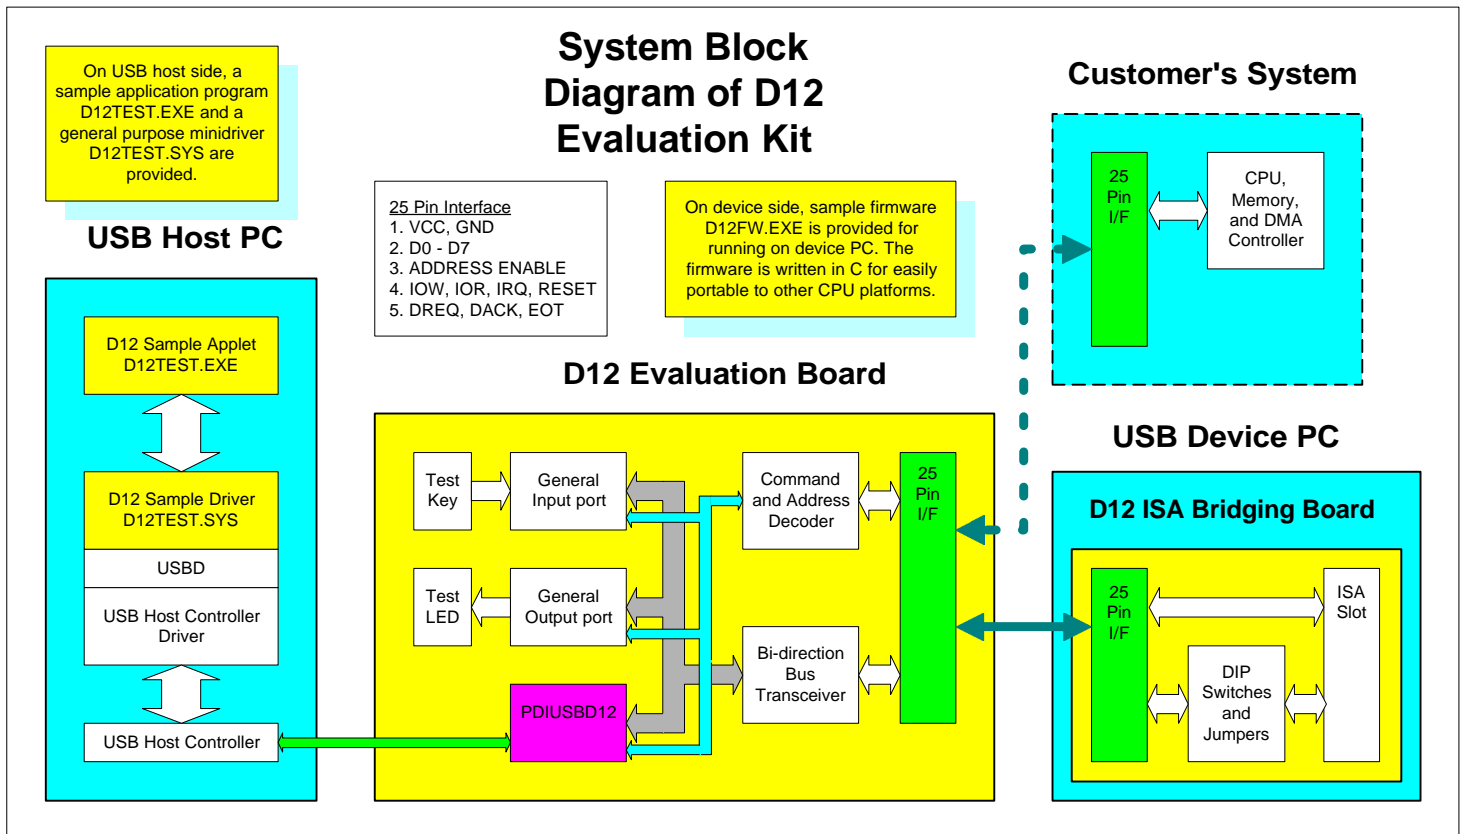 On USB host side, a
sample application program
D12TEST.EXE and a
general purpose minidriver
D12TEST.SYS are
provided.
System Block
Diagram of D12
Evaluation Kit
Customer's System
25
Pin
I/F
CPU,
Memory,
and DMA
Controller
25 Pin Interface
1. VCC, GND
2. D0 - D7
3. ADDRESS ENABLE
4. IOW, IOR, IRQ, RESET
5. DREQ, DACK, EOT
On device side, sample firmware
D12FW.EXE is provided for
running on device PC. The
firmware is written in C for easily
portable to other CPU platforms.
USB Host PC
D12 Sample Applet
D12TEST.EXE
D12 Sample Driver
D12TEST.SYS
USBD
USB Host Controller
Driver
USB Host Controller
D12 Evaluation Board
Test
Key
General
Input port
Command
and Address
Decoder
25
Pin
I/F
Test
LED
General
Output port
Bi-direction
Bus
Transceiver
PDIUSBD12
USB Device PC
D12 ISA Bridging Board
25
Pin
I/F
ISA
Slot
DIP
Switches
and
Jumpers